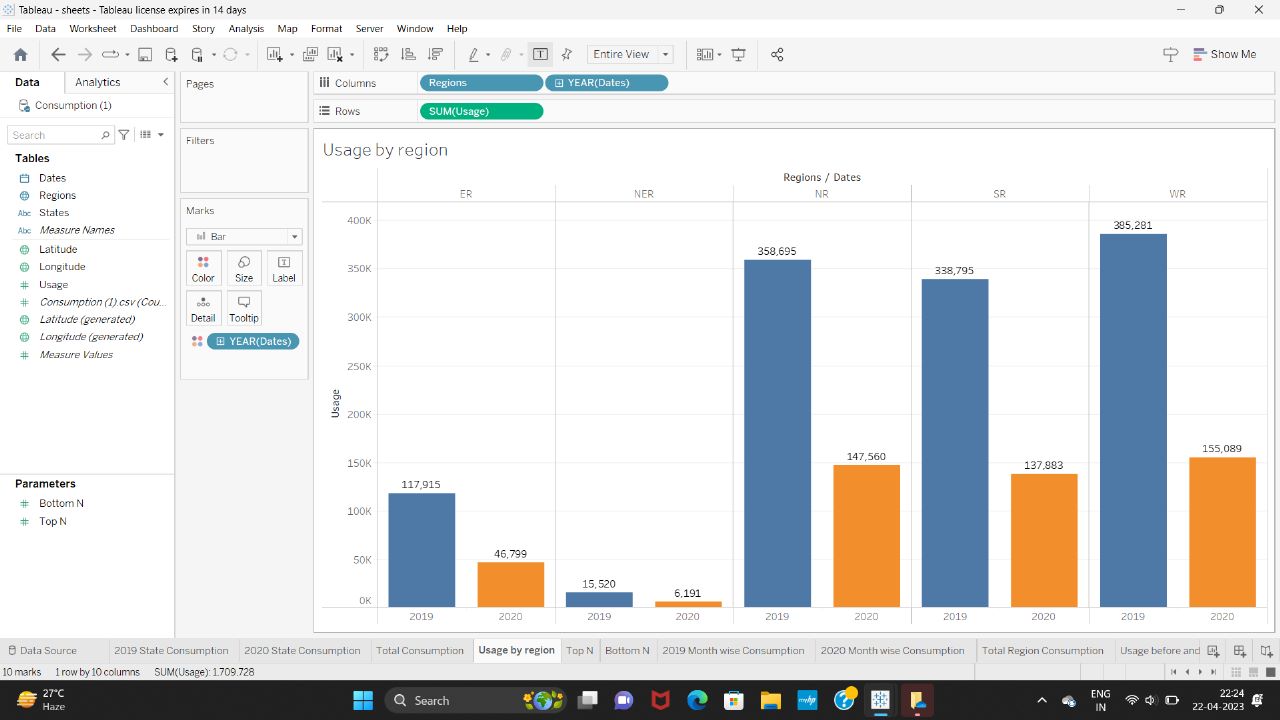 Tableau - sheets - Tableau license expires in 14 days
File Data Worksheet Dashboard Story Analysis Map Format Server Window Help
Entire View
Show Me
Data Analytics
Consumption (1)
Search
Tables
Dates
Regions
Abc States
Abc Measure Names
Latitude
Longitude
# Usage
# Consumption (1).csv (Cou...
Latitude (generated)
Longitude (generated)
# Measure Values
Parameters
# Bottom N
# Top N
Pages
Filters
Marks
Bar
Color Size Label
Detail Tooltip
YEAR(Dates)
Columns Regions YEAR(Dates)
Rows SUM(Usage)
Usage by region
Regions / Dates
ER NER NR SR WR
Usage
400K
350K
300K
250K
200K
150K
100K
50K
0K
117,915
46,799
15,520
6,191
358,695
147,560
338,795
137,883
385,281
155,089
2019 2020 2019 2020 2019 2020 2019 2020 2019 2020
Data Source 2019 State Consumption 2020 State Consumption Total Consumption Usage by region Top N Bottom N 2019 Month wise Consumption 2020 Month wise Consumption Total Region Consumption Usage before and
10 marks 1 row by 10 columns SUM(Usage): 1.709.728
27°C
Haze
Search
myhp
ENG
IN
22:24
22-04-2023